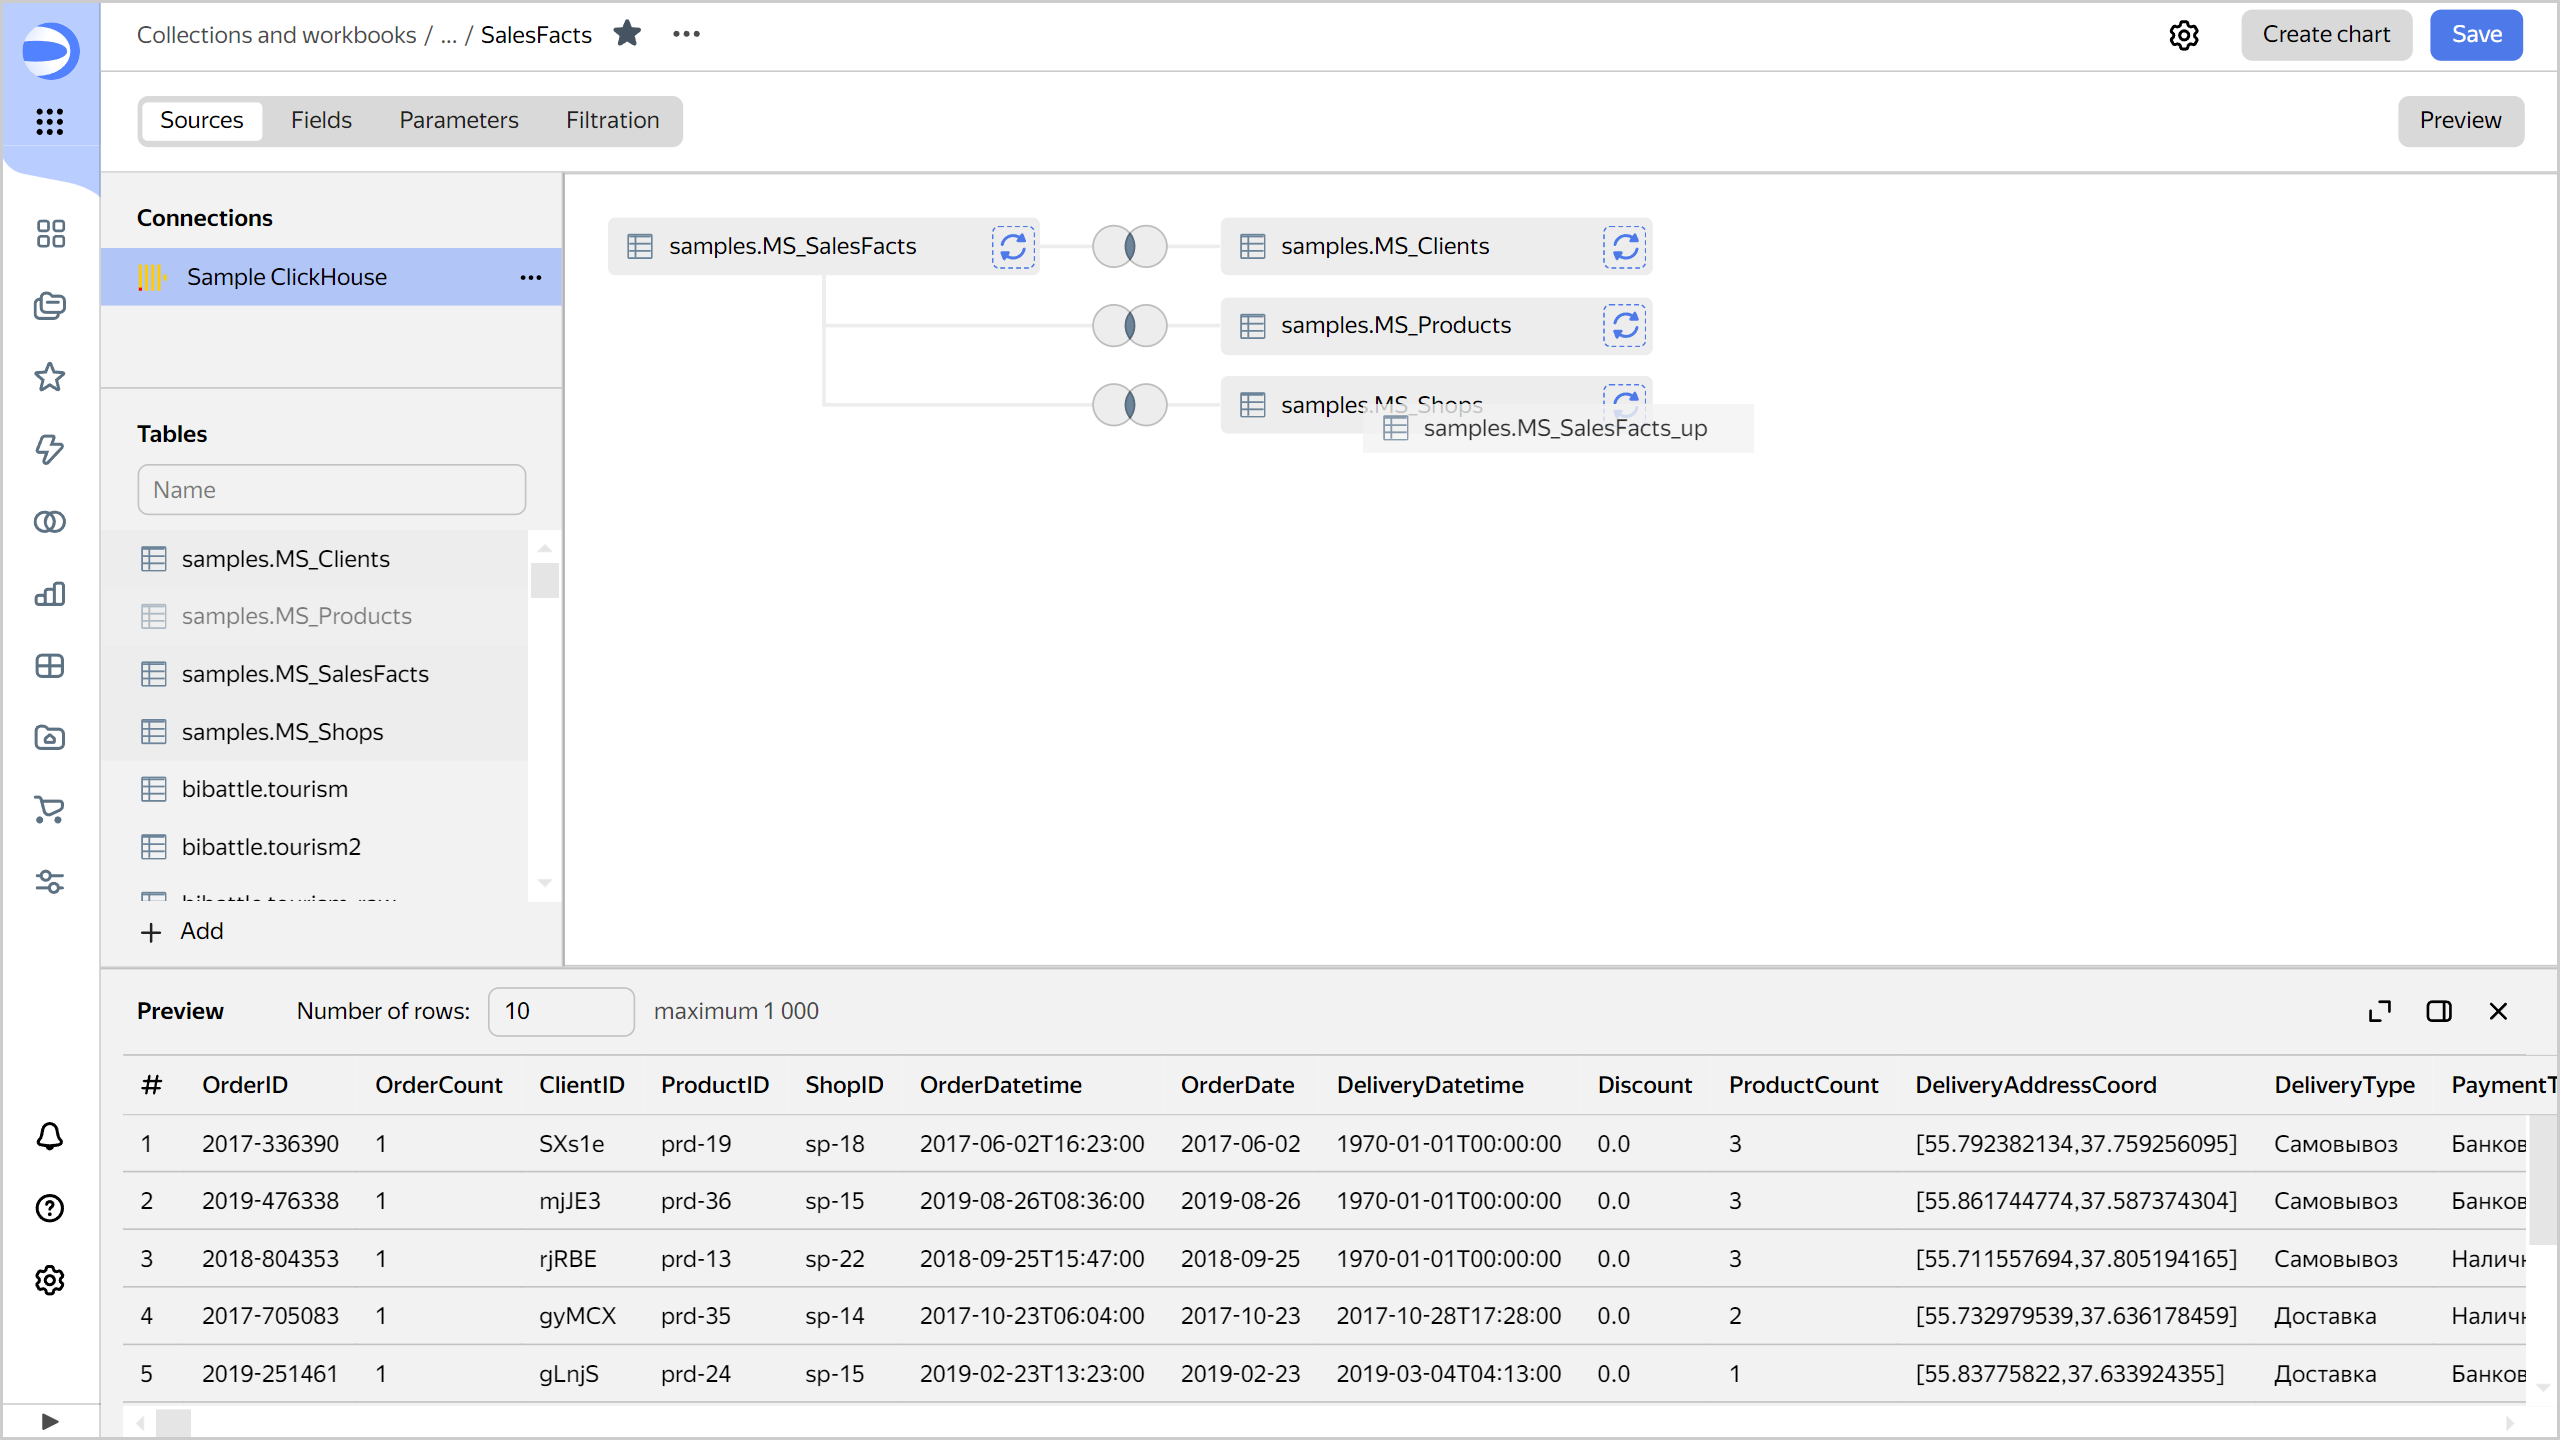 Collections and workbooks / ... / SalesFacts
Create chart
Save
Sources
Fields
Parameters
Filtration
Preview
Connections
Sample ClickHouse
Tables
Name
samples.MS_Clients
samples.MS_Products
samples.MS_SalesFacts
samples.MS_Shops
bibattle.tourism
bibattle.tourism2
Add
samples.MS_SalesFacts
samples.MS_Clients
samples.MS_Products
samples.MS_Shops
samples.MS_SalesFacts_up
Preview
Number of rows: 10 maximum 1 000
# OrderID OrderCount ClientID ProductID ShopID OrderDatetime OrderDate DeliveryDatetime Discount ProductCount DeliveryAddressCoord DeliveryType PaymentT
1 2017-336390 1 SXs1e prd-19 sp-18 2017-06-02T16:23:00 2017-06-02 1970-01-01T00:00:00 0.0 3 [55.792382134,37.759256095] Самовывоз Банков
2 2019-476338 1 mjJE3 prd-36 sp-15 2019-08-26T08:36:00 2019-08-26 1970-01-01T00:00:00 0.0 3 [55.861744774,37.587374304] Самовывоз Банков
3 2018-804353 1 rjRBE prd-13 sp-22 2018-09-25T15:47:00 2018-09-25 1970-01-01T00:00:00 0.0 3 [55.711557694,37.805194165] Самовывоз Наличн
4 2017-705083 1 gyMCX prd-35 sp-14 2017-10-23T06:04:00 2017-10-23 2017-10-28T17:28:00 0.0 2 [55.732979539,37.636178459] Доставка Наличн
5 2019-251461 1 gLnjS prd-24 sp-15 2019-02-23T13:23:00 2019-02-23 2019-03-04T04:13:00 0.0 1 [55.83775822,37.633924355] Доставка Банков